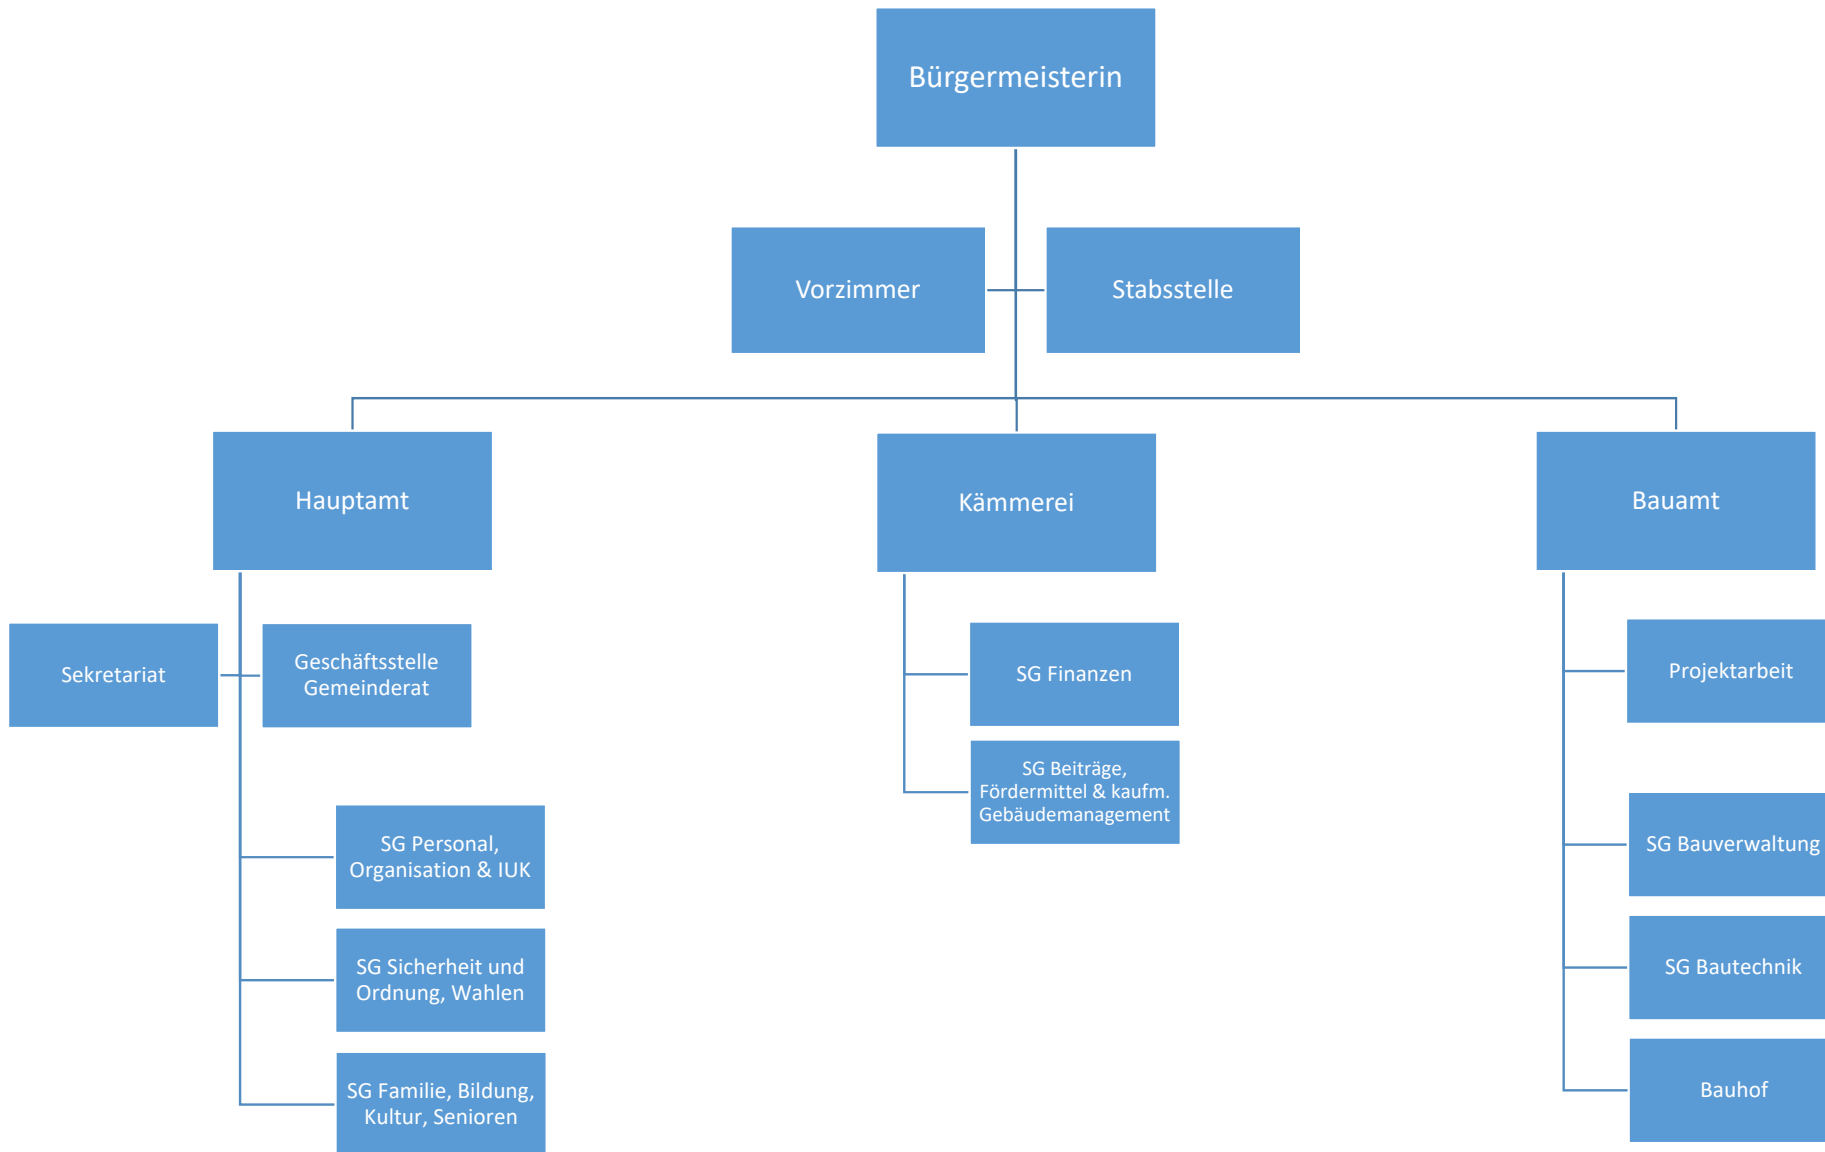 Bürgermeisterin
Vorzimmer
Stabsstelle
Hauptamt
Kämmerei
Bauamt
Sekretariat
Geschäftsstelle
Gemeinderat
SG Personal,
Organisation & IUK
SG Sicherheit und
Ordnung, Wahlen
SG Familie, Bildung,
Kultur, Senioren
SG Finanzen
SG Beiträge,
Fördermittel & kaufm.
Gebäudemanagement
Projektarbeit
SG Bauverwaltung
SG Bautechnik
Bauhof